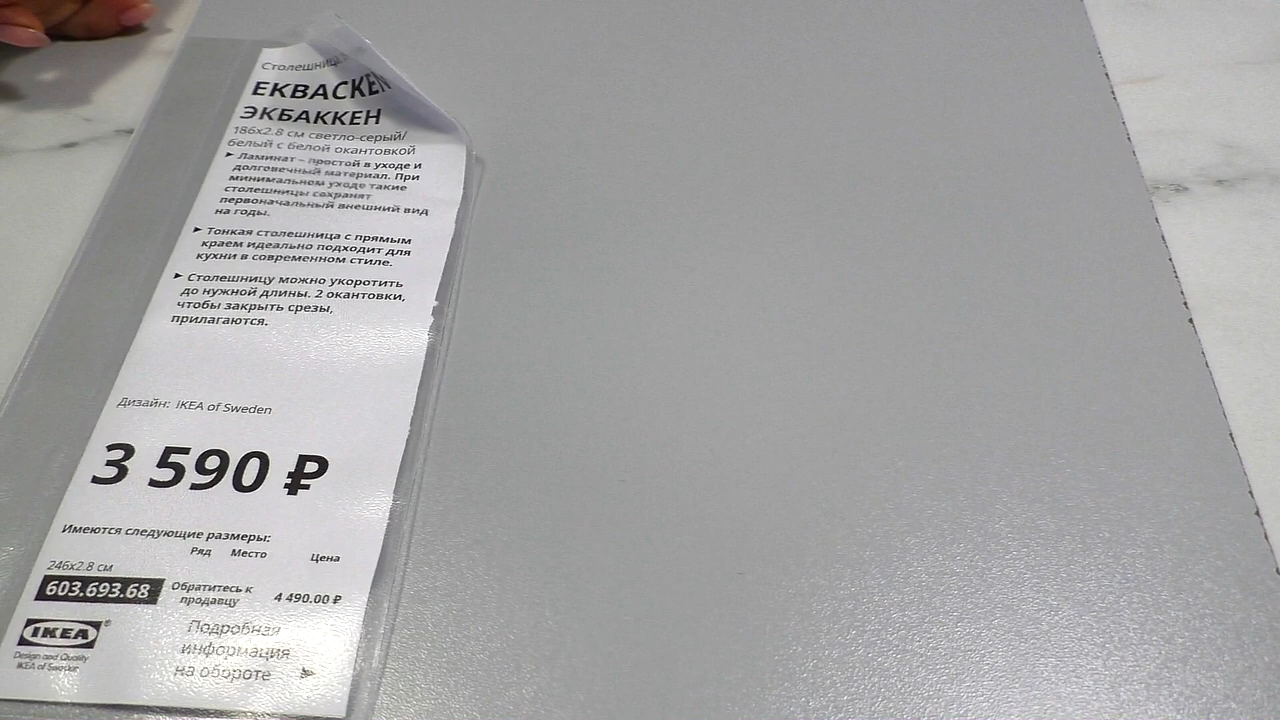 Столешница
EKBACKEN
ЭКБАККЕН
186x2.8 см светло-серый/
белый с белой окантовкой
Ламинат – простой в уходе и
долговечный материал. При
минимальном уходе такие
столешницы сохранят
первоначальный внешний вид
на годы.
Тонкая столешница с прямым
краем идеально подходит для
кухни в современном стиле.
Столешницу можно укоротить
до нужной длины. 2 окантовки,
чтобы закрыть срезы,
прилагаются.
Дизайн: IKEA of Sweden
3 590 ₽
Имеются следующие размеры:
Ряд Место Цена
246x2.8 см
603.693.68 Обратитесь к продавцу 4 490.00 ₽
IKEA®
Design and Quality
IKEA of Sweden
Подробная
информация
на обороте